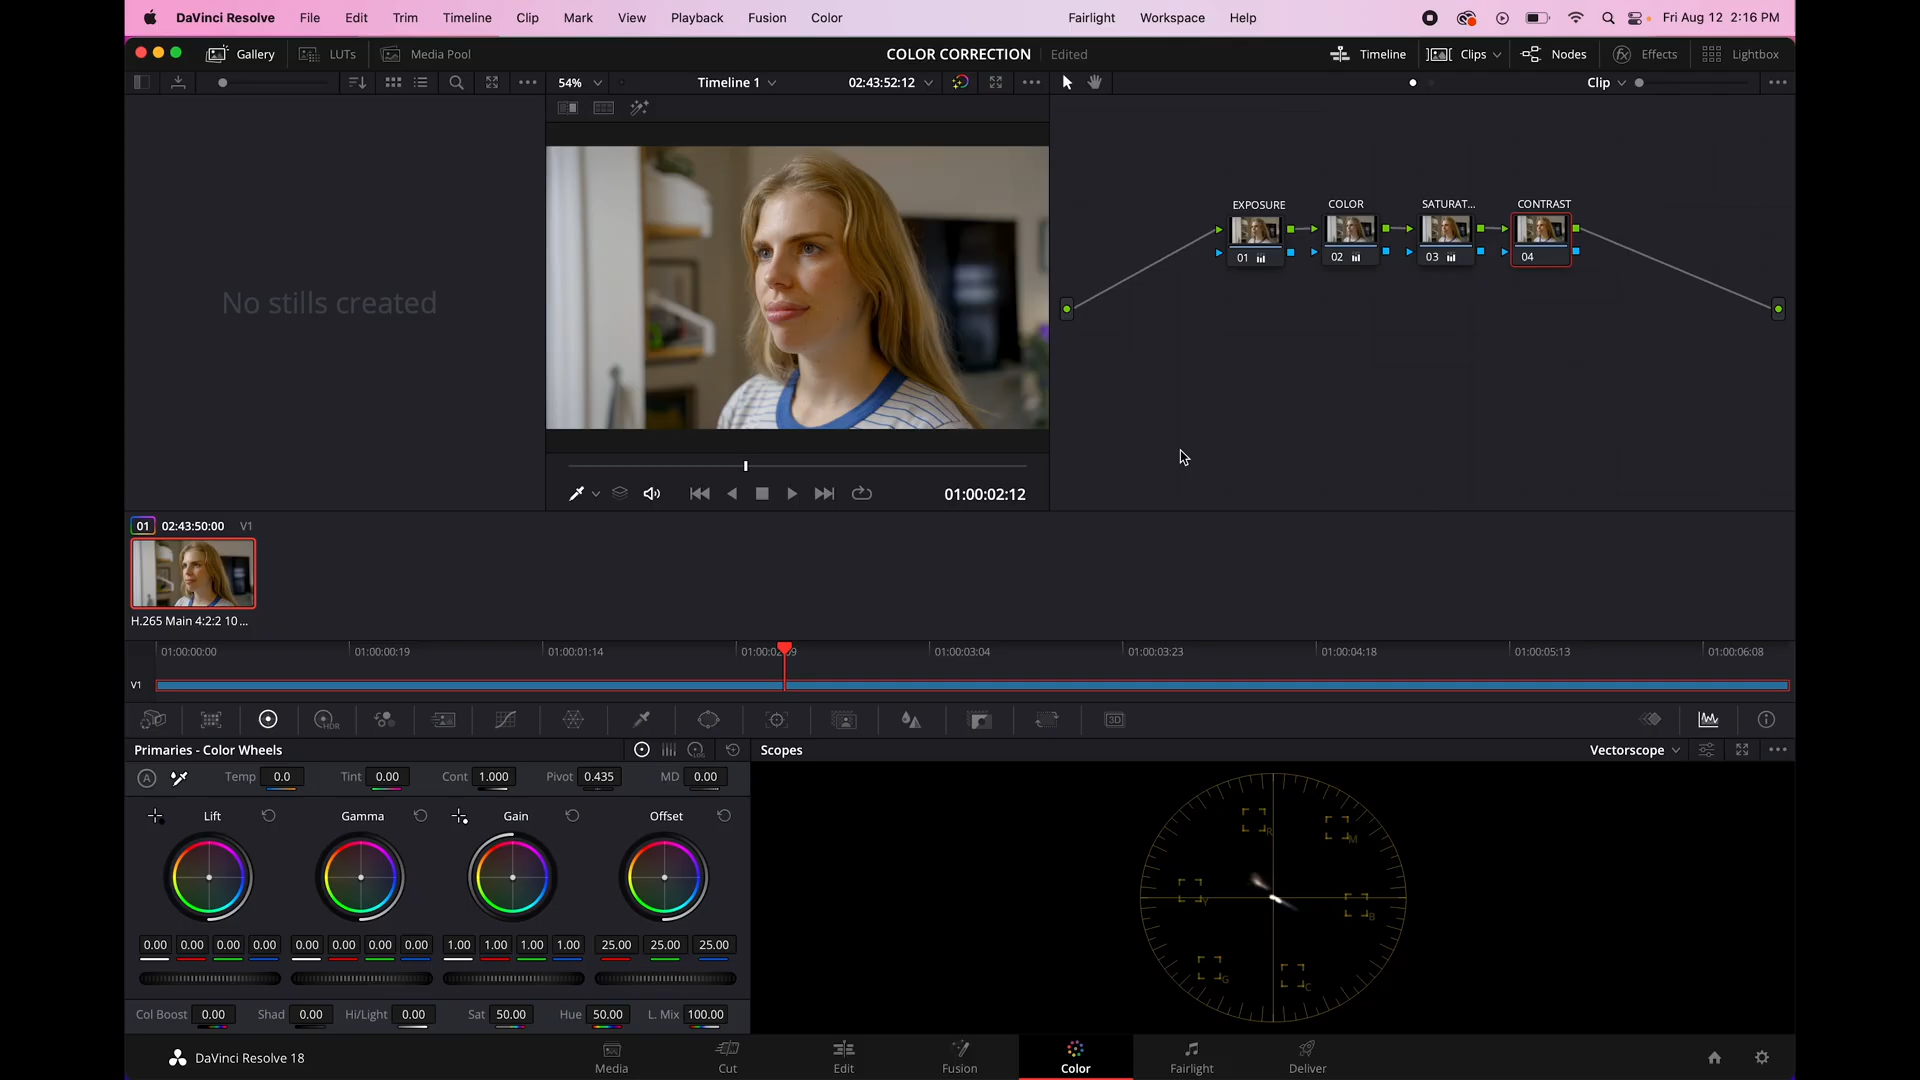 DaVinci Resolve File Edit Trim Timeline Clip Mark View Playback Fusion Color Fairlight Workspace Help Fri Aug 12 2:16 PM
Gallery LUTs Media Pool COLOR CORRECTION Edited Timeline Clips Nodes Effects Lightbox
54% Timeline 1 02:43:52:12 Clip
No stills created
EXPOSURE COLOR SATURAT... CONTRAST
01 02 03 04
01:00:02:12
01 02:43:50:00 V1
H.265 Main 4:2:2 10...
01:00:00:00 01:00:00:19 01:00:01:14 01:00:02:09 01:00:03:04 01:00:03:23 01:00:04:18 01:00:05:13 01:00:06:08
V1
HDR
LOG
3D
Primaries - Color Wheels Scopes Vectorscope
A Temp 0.0 Tint 0.00 Cont 1.000 Pivot 0.435 MD 0.00
Lift Gamma Gain Offset
0.00 0.00 0.00 0.00 0.00 0.00 0.00 0.00 1.00 1.00 1.00 1.00 25.00 25.00 25.00
Col Boost 0.00 Shad 0.00 Hi/Light 0.00 Sat 50.00 Hue 50.00 L. Mix 100.00
R
M
Y
B
G
C
DaVinci Resolve 18 Media Cut Edit Fusion Color Fairlight Deliver